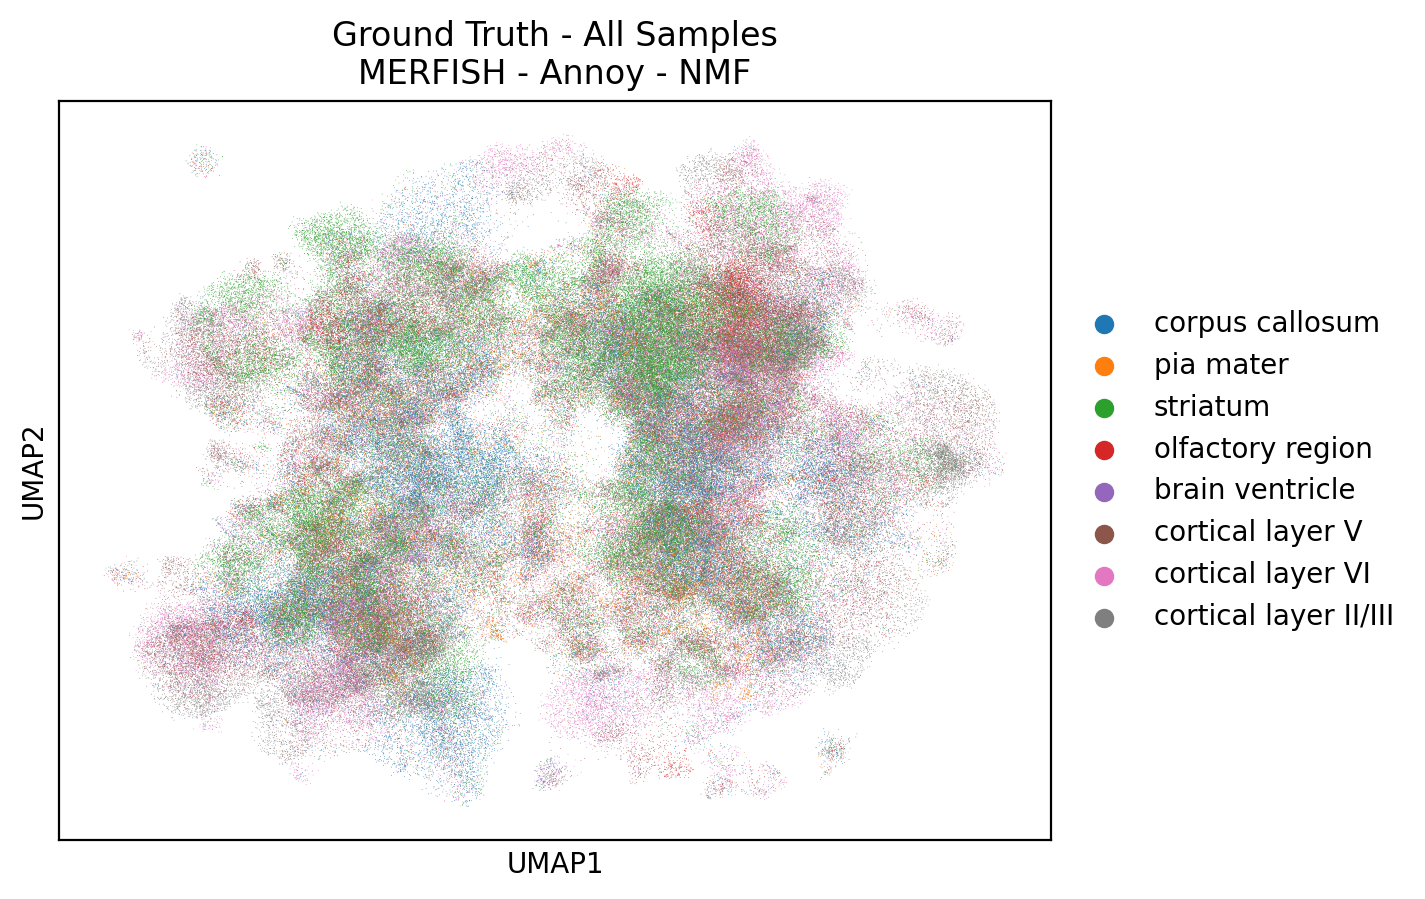 Ground Truth - All Samples
MERFISH - Annoy - NMF
UMAP2
UMAP1
corpus callosum
pia mater
striatum
olfactory region
brain ventricle
cortical layer V
cortical layer VI
cortical layer II/III